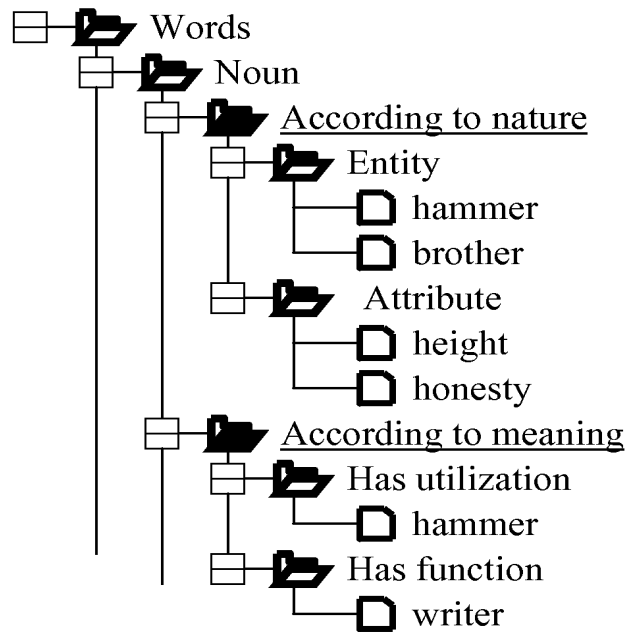 Words
Noun
According to nature
Entity
hammer
brother
Attribute
height
honesty
According to meaning
Has utilization
hammer
Has function
writer